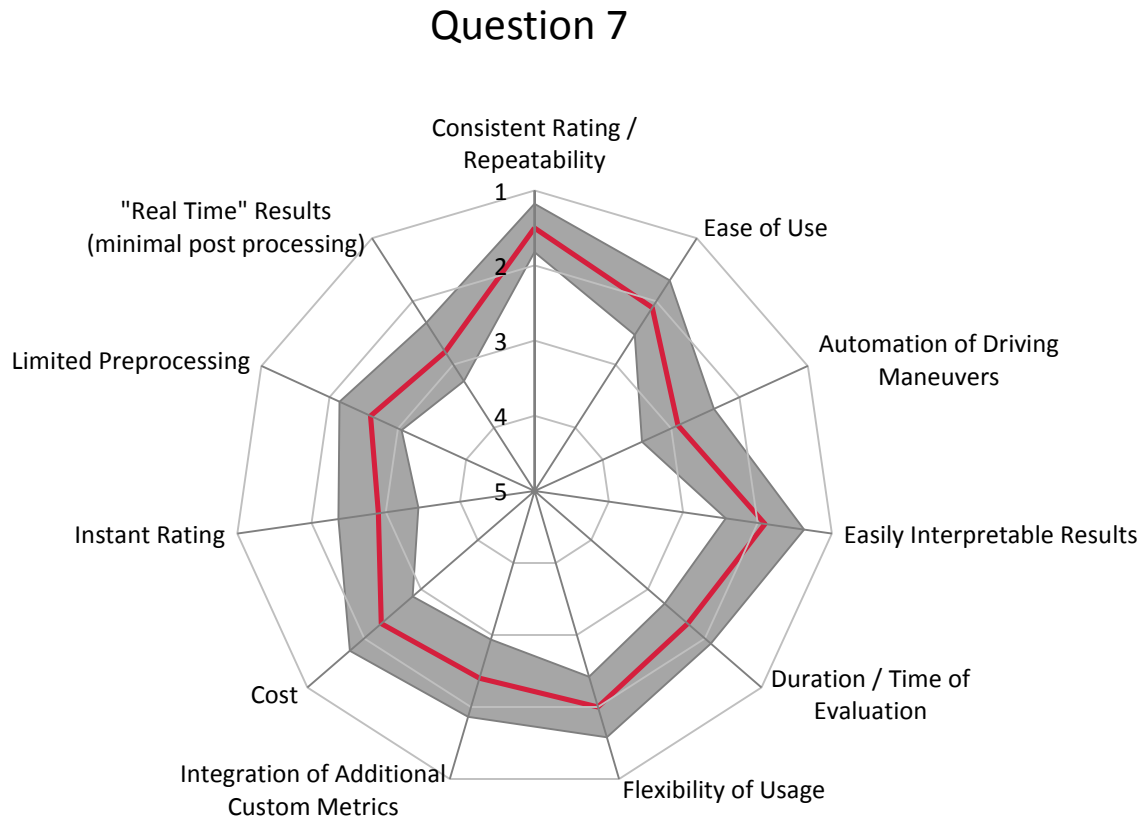 Question 7
Consistent Rating /
Repeatability
Ease of Use
Automation of Driving
Maneuvers
Easily Interpretable Results
Duration / Time of
Evaluation
Flexibility of Usage
Integration of Additional
Custom Metrics
Cost
Instant Rating
Limited Preprocessing
"Real Time" Results
(minimal post processing)
1
2
3
4
5